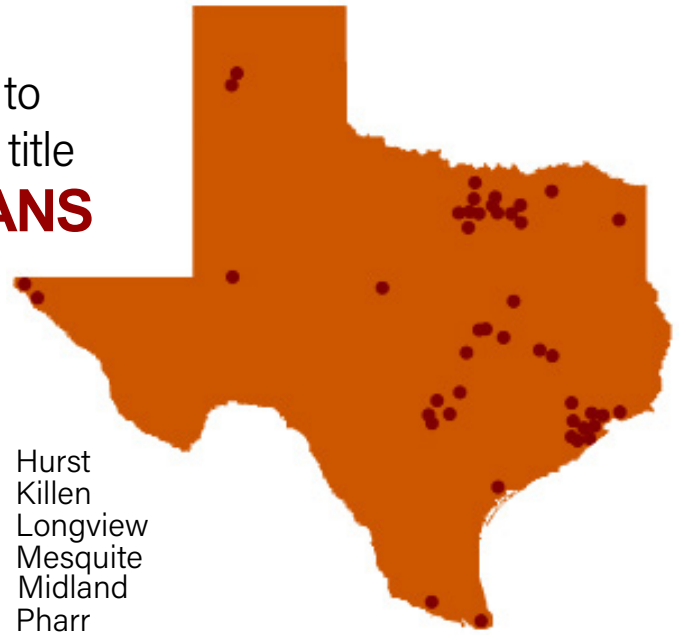 to
title
ANS
Hurst
Killen
Longview
Mesquite
Midland
Pharr